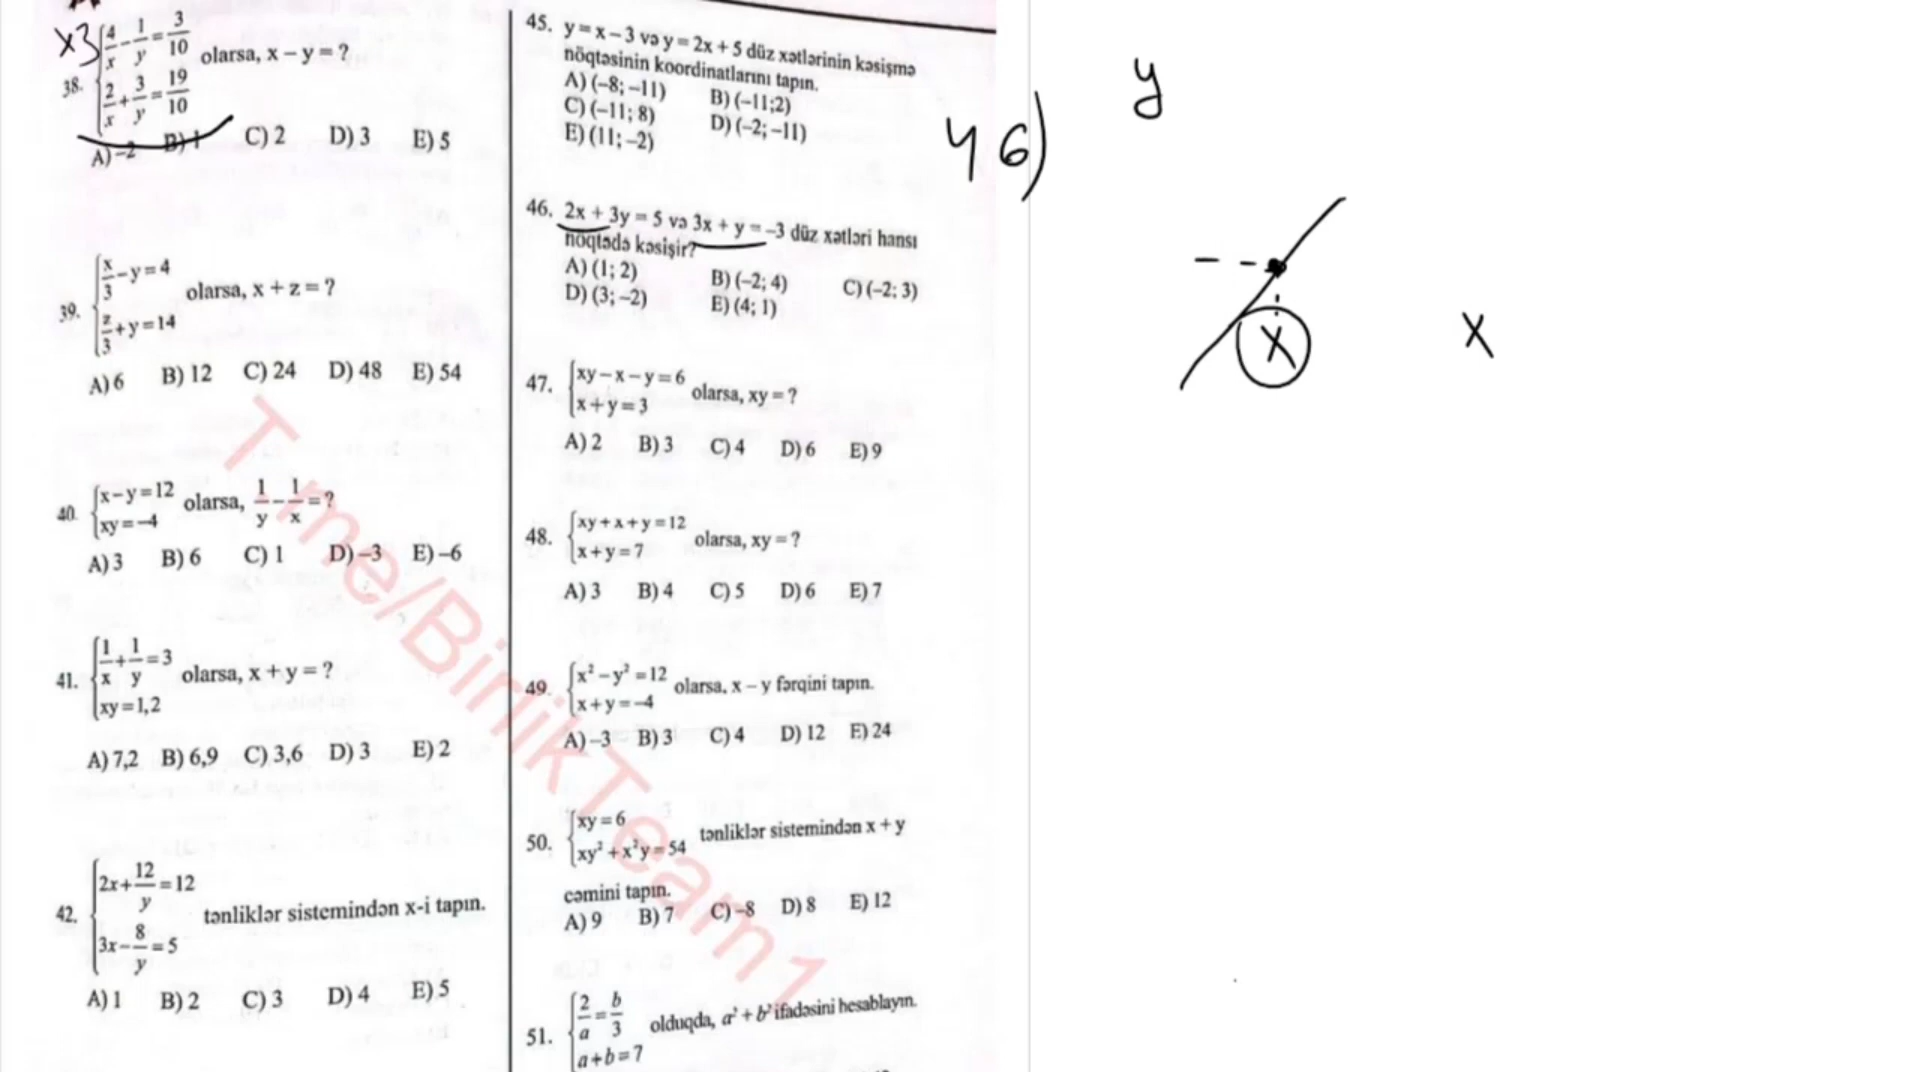 x3
38. { 4/x − 1/y = 3/10
2/x + 3/y = 19/10 olarsa, x − y = ?
A) −2 B) 1 C) 2 D) 3 E) 5
39. { x/3 − y = 4
z/3 + y = 14 olarsa, x + z = ?
A) 6 B) 12 C) 24 D) 48 E) 54
40. { x − y = 12
xy = −4 olarsa, 1/y − 1/x = ?
A) 3 B) 6 C) 1 D) −3 E) −6
41. { 1/x + 1/y = 3
xy = 1,2 olarsa, x + y = ?
A) 7,2 B) 6,9 C) 3,6 D) 3 E) 2
42. { 2x + 12/y = 12
3x − 8/y = 5 tənliklər sistemindən x-i tapın.
A) 1 B) 2 C) 3 D) 4 E) 5
45. y = x − 3 və y = 2x + 5 düz xətlərinin kəsişmə
nöqtəsinin koordinatlarını tapın.
A) (−8; −11) B) (−11;2)
C) (−11; 8) D) (−2; −11)
E) (11; −2)
46. 2x + 3y = 5 və 3x + y = −3 düz xətləri hansı
nöqtədə kəsişir?
A) (1; 2) B) (−2; 4) C) (−2; 3)
D) (3; −2) E) (4; 1)
47. { xy − x − y = 6
x + y = 3 olarsa, xy = ?
A) 2 B) 3 C) 4 D) 6 E) 9
48. { xy + x + y = 12
x + y = 7 olarsa, xy = ?
A) 3 B) 4 C) 5 D) 6 E) 7
49. { x² − y² = 12
x + y = −4 olarsa, x − y fərqini tapın.
A) −3 B) 3 C) 4 D) 12 E) 24
50. { xy = 6
xy² + x²y = 54 tənliklər sistemindən x + y
cəmini tapın.
A) 9 B) 7 C) −8 D) 8 E) 12
51. { 2/a = b/3
a + b = 7 olduqda, a² + b² ifadəsini hesablayın.
T me/BirlikTeam1
46)
y
x
x